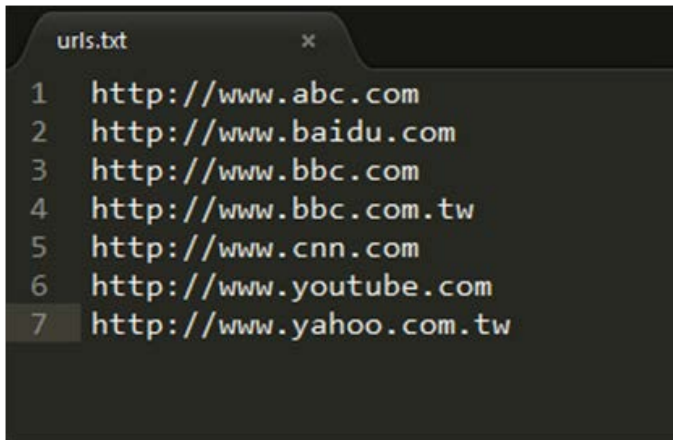 urls.txt ×
1 http://www.abc.com
2 http://www.baidu.com
3 http://www.bbc.com
4 http://www.bbc.com.tw
5 http://www.cnn.com
6 http://www.youtube.com
7 http://www.yahoo.com.tw